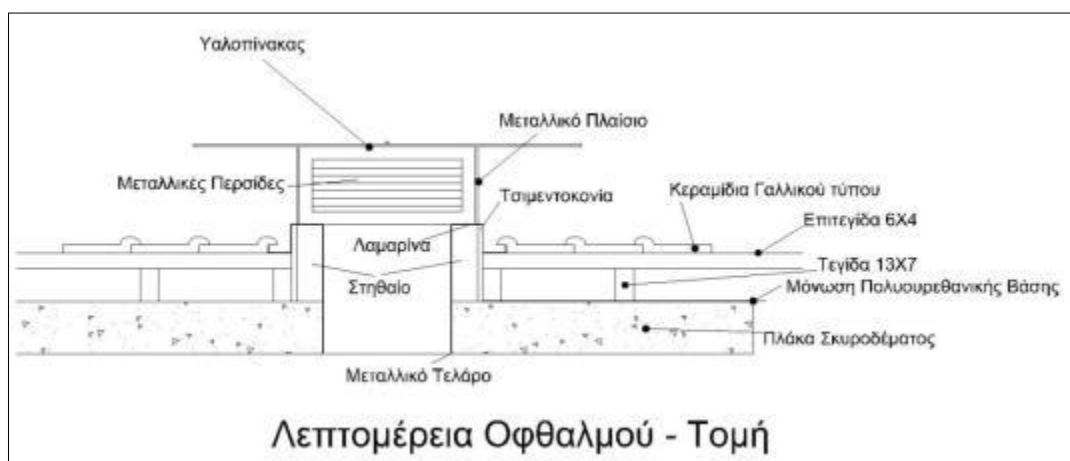 Υαλοπίνακας
Μεταλλικό Πλαίσιο
Μεταλλικές Περσίδες
Τσιμεντοκονία
Κεραμίδια Γαλλικού τύπου
Επιτεγίδα 6Χ4
Λαμαρίνα
Τεγίδα 13Χ7
Στηθαίο
Μόνωση Πολυουρεθανικής Βάσης
Πλάκα Σκυροδέματος
Μεταλλικό Τελάρο
Λεπτομέρεια Οφθαλμού - Τομή